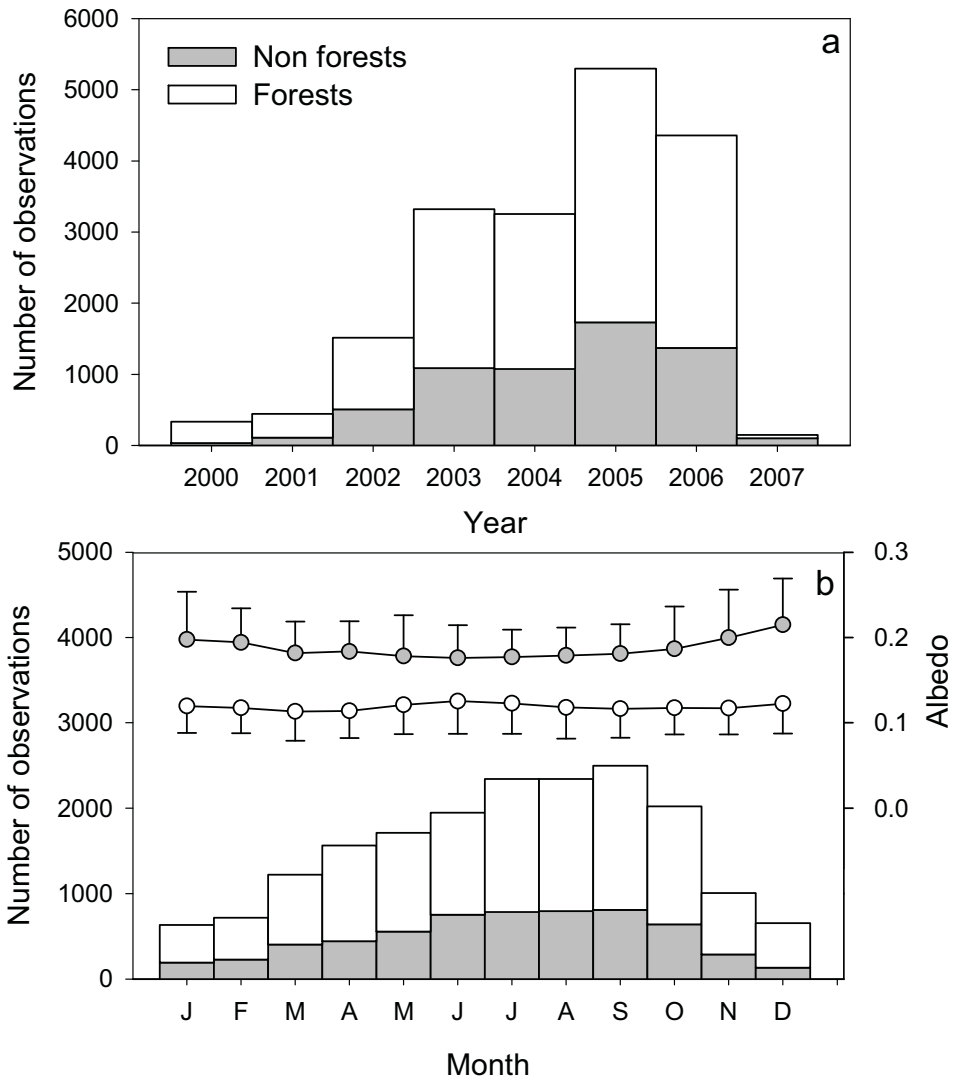 6000
5000
4000
3000
2000
1000
0
Number of observations
a
Non forests
Forests
2000 2001 2002 2003 2004 2005 2006 2007
Year
5000
4000
3000
2000
1000
0
Number of observations
b
0.3
0.2
0.1
0.0
Albedo
J F M A M J J A S O N D
Month